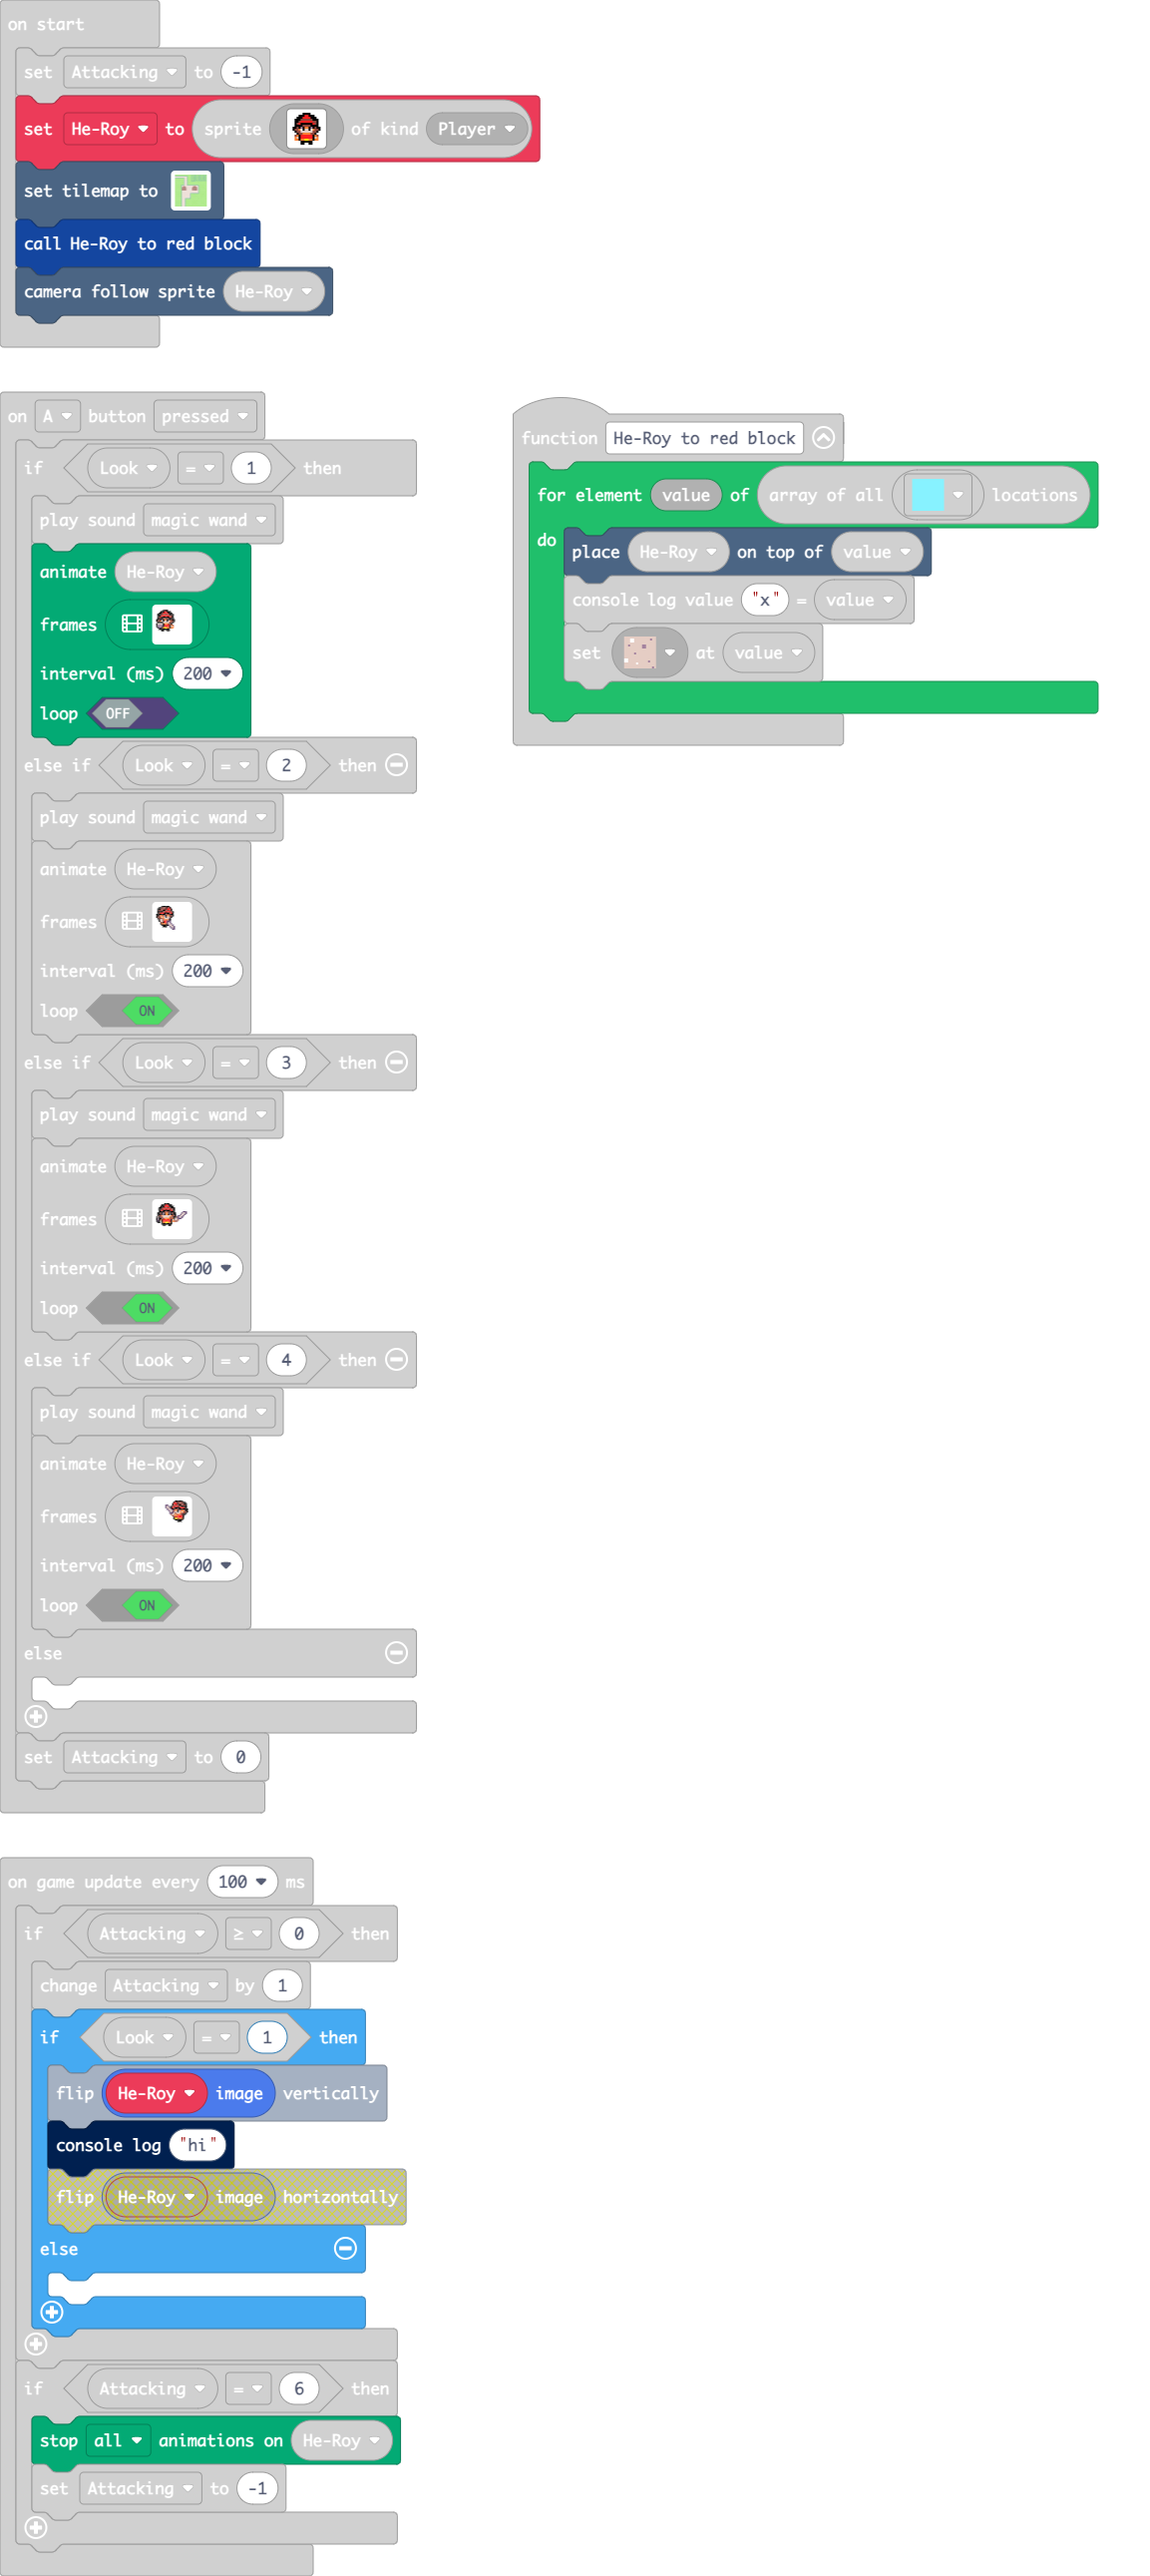 on start
set Attacking to -1
set He-Roy to sprite of kind Player
set tilemap to
call He-Roy to red block
camera follow sprite He-Roy
on A button pressed
if Look = 1 then
play sound magic wand
animate He-Roy
frames
interval (ms) 200
loop OFF
else if Look = 2 then
play sound magic wand
animate He-Roy
frames
interval (ms) 200
loop ON
else if Look = 3 then
play sound magic wand
animate He-Roy
frames
interval (ms) 200
loop ON
else if Look = 4 then
play sound magic wand
animate He-Roy
frames
interval (ms) 200
loop ON
else
set Attacking to 0
function He-Roy to red block
for element value of array of all locations
do place He-Roy on top of value
console log value "x" = value
set at value
on game update every 100 ms
if Attacking ≥ 0 then
change Attacking by 1
if Look = 1 then
flip He-Roy image vertically
console log "hi"
flip He-Roy image horizontally
else
if Attacking = 6 then
stop all animations on He-Roy
set Attacking to -1